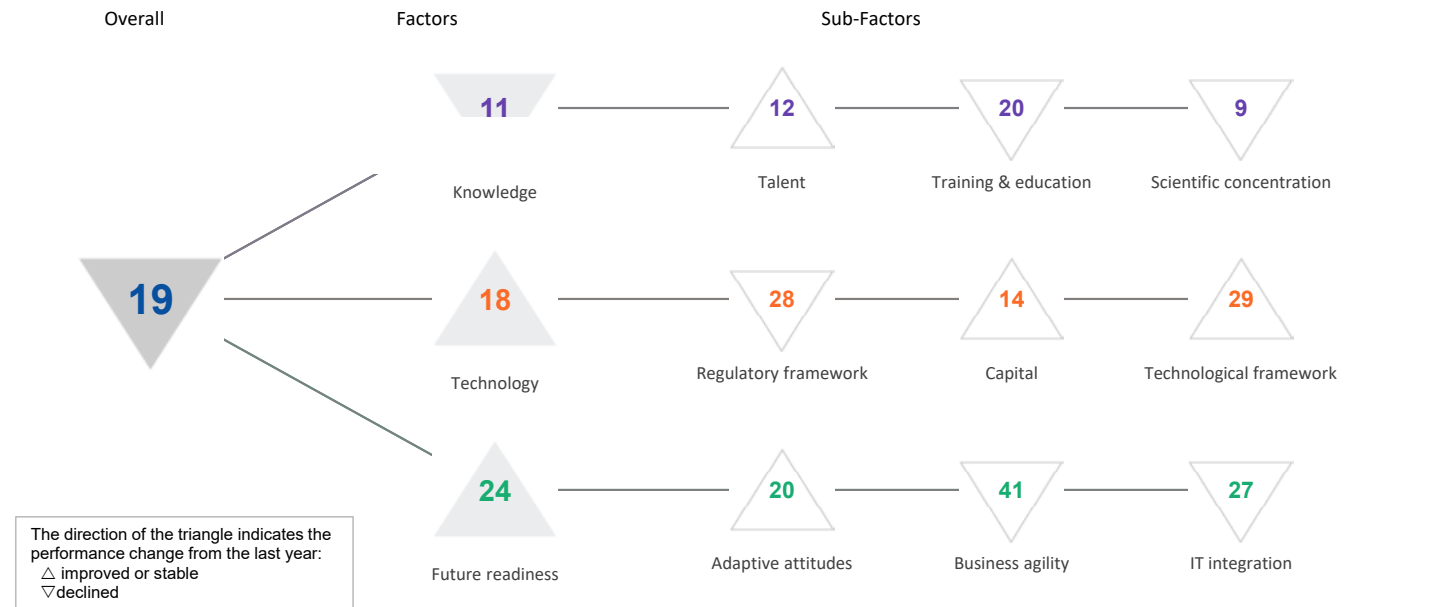 Overall
Factors
Sub-Factors
11
12
20
9
Knowledge
Talent
Training & education
Scientific concentration
19
18
28
14
29
Technology
Regulatory framework
Capital
Technological framework
24
20
41
27
Future readiness
Adaptive attitudes
Business agility
IT integration
The direction of the triangle indicates the
performance change from the last year:
△ improved or stable
▽declined